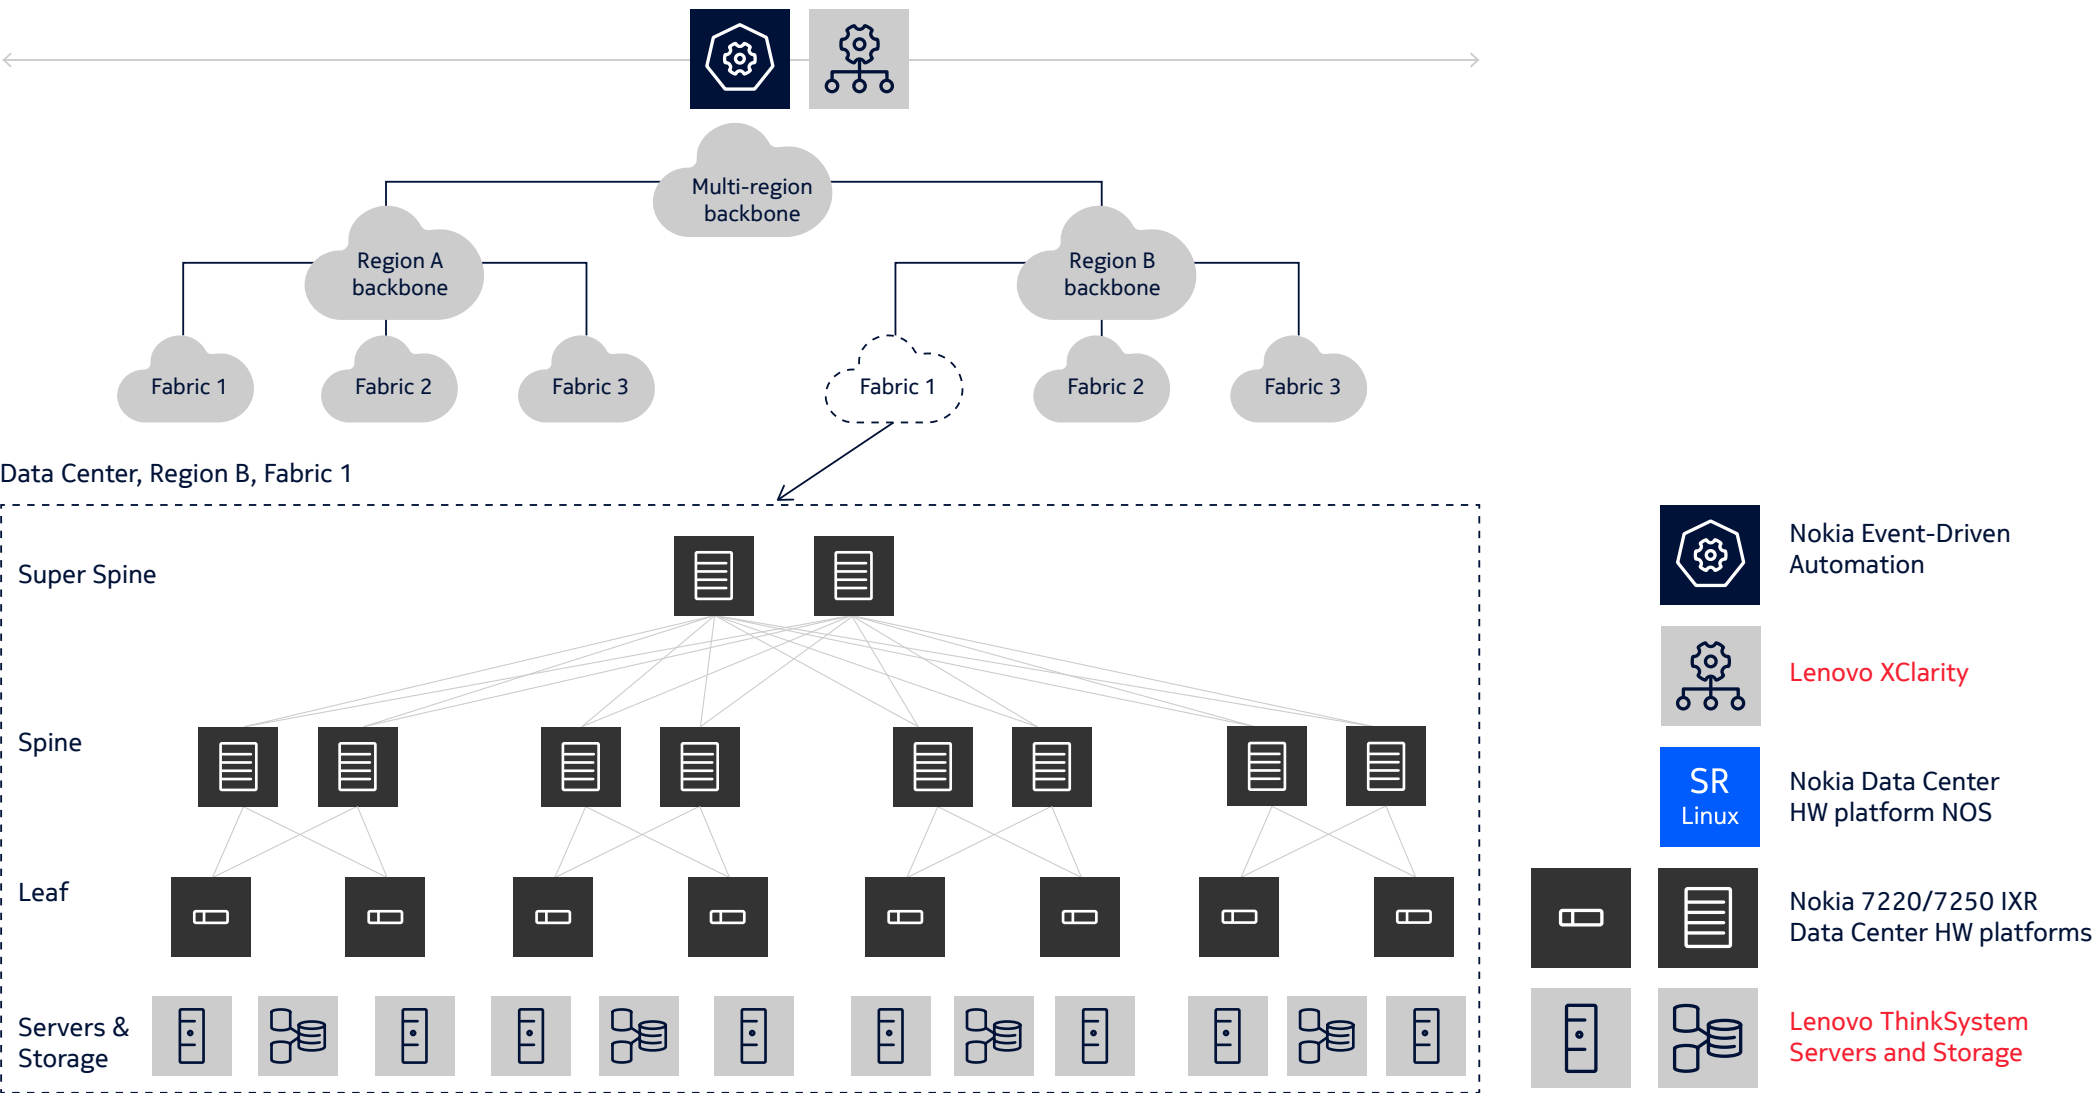 Multi-region
backbone
Region A
backbone
Region B
backbone
Fabric 1
Fabric 2
Fabric 3
Fabric 1
Fabric 2
Fabric 3
Data Center, Region B, Fabric 1
Super Spine
Spine
Leaf
Servers &
Storage
Nokia Event-Driven
Automation
Lenovo XClarity
SR
Linux
Nokia Data Center
HW platform NOS
Nokia 7220/7250 IXR
Data Center HW platforms
Lenovo ThinkSystem
Servers and Storage